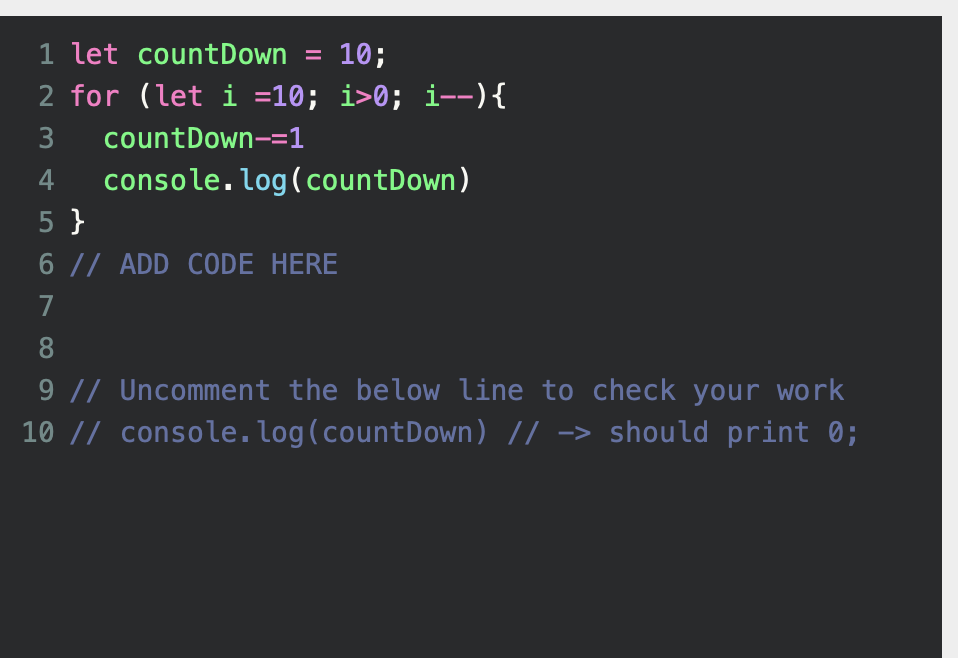 1 let countDown = 10;
2 for (let i =10; i>0; i--){
3   countDown-=1
4   console.log(countDown)
5 }
6 // ADD CODE HERE
7
8
9 // Uncomment the below line to check your work
10 // console.log(countDown) // -> should print 0;